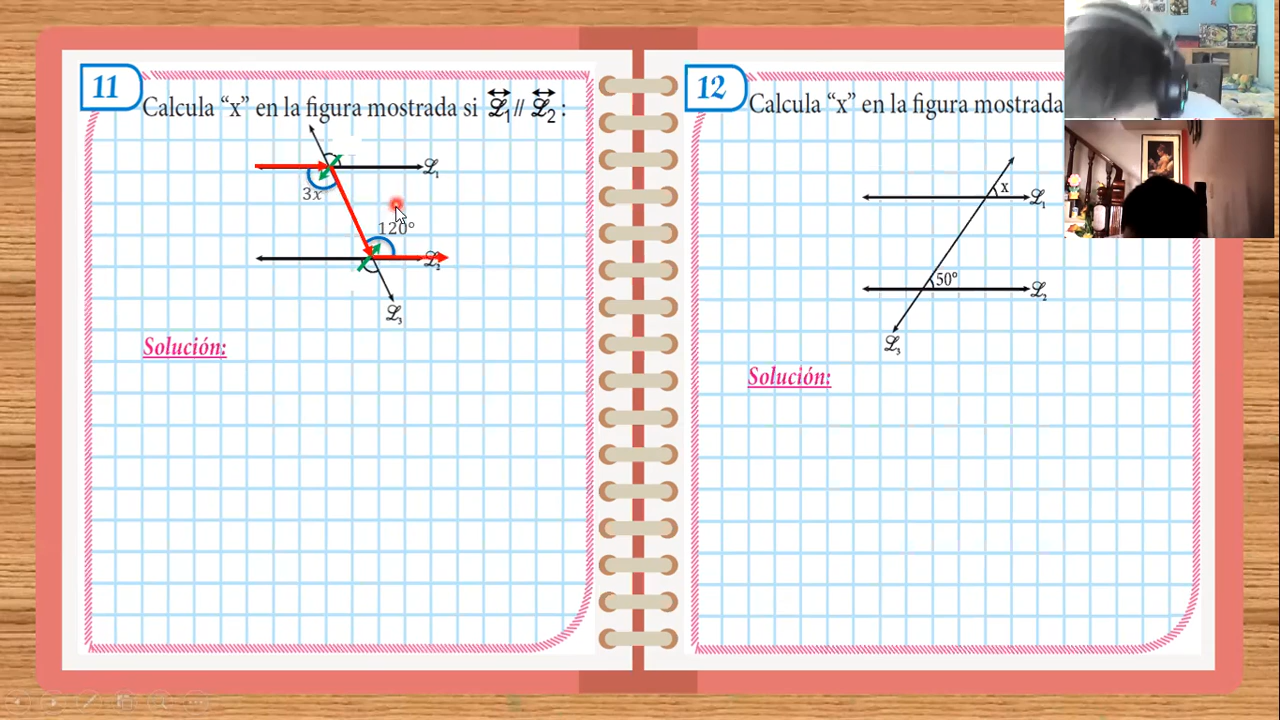 11
Calcula “x” en la figura mostrada si ℒ₁ // ℒ₂ :
ℒ₁
3x
120°
ℒ₂
ℒ₃
Solución:
12
Calcula “x” en la figura mostrada
x
ℒ₁
50º
ℒ₂
ℒ₃
Solución: